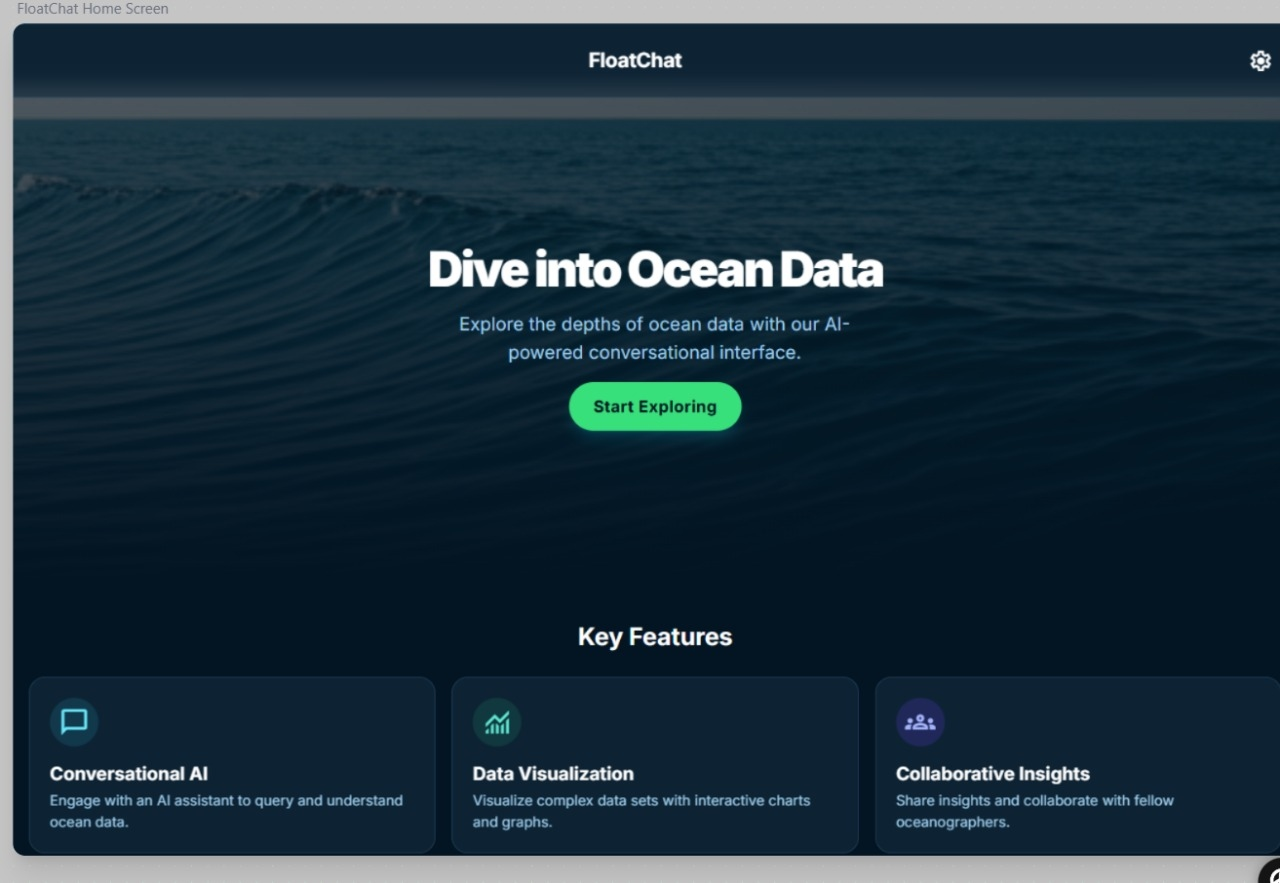 FloatChat Home Screen
FloatChat
Dive into Ocean Data
Explore the depths of ocean data with our AI-
powered conversational interface.
Start Exploring
Key Features
Conversational AI
Engage with an AI assistant to query and understand
ocean data.
Data Visualization
Visualize complex data sets with interactive charts
and graphs.
Collaborative Insights
Share insights and collaborate with fellow
oceanographers.